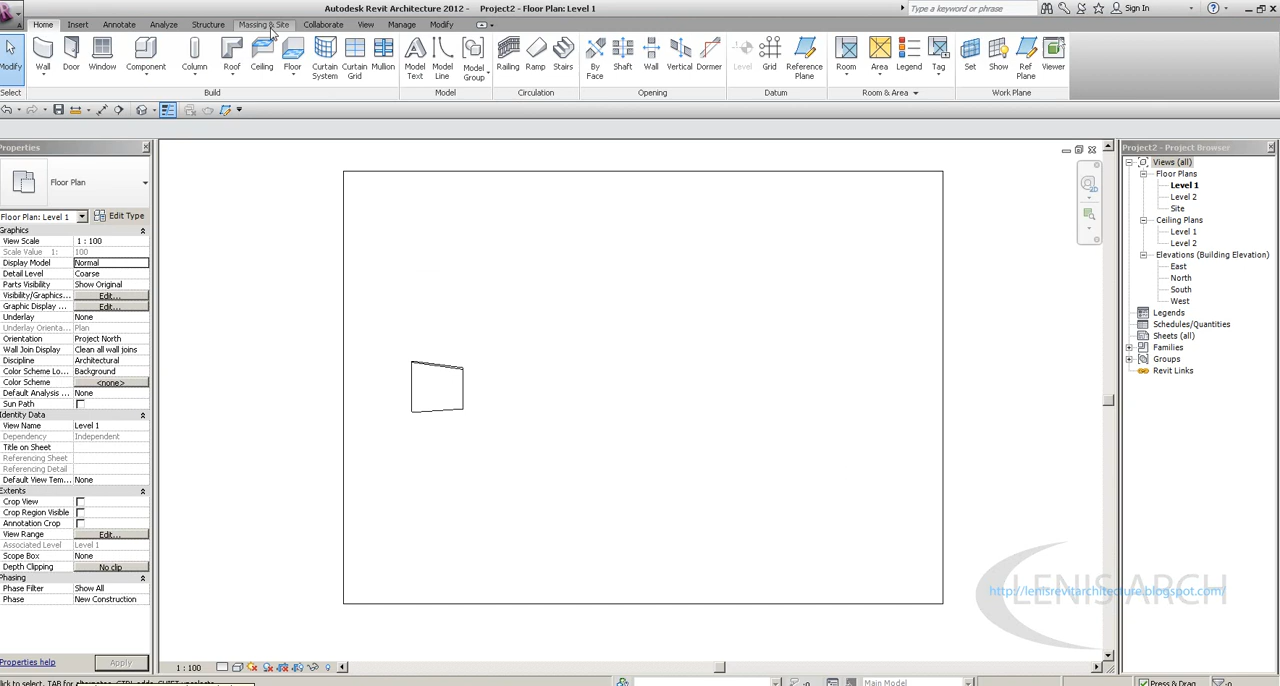 Autodesk Revit Architecture 2012 - Project2 - Floor Plan: Level 1
Type a keyword or phrase
Sign In
Home Insert Annotate Analyze Structure Massing & Site Collaborate View Manage Modify
Modify Wall Door Window Component Column Roof Ceiling Floor Curtain System Curtain Grid Mullion Model Text Model Line Model Group Railing Ramp Stairs By Face Shaft Wall Vertical Dormer Level Grid Reference Plane Room Area Legend Tag Set Show Ref Plane Viewer
Select Build Model Circulation Opening Datum Room & Area Work Plane
Properties
Floor Plan
Floor Plan: Level 1 Edit Type
Graphics
View Scale 1 : 100
Scale Value 1: 100
Display Model Normal
Detail Level Coarse
Parts Visibility Show Original
Visibility/Graphics... Edit...
Graphic Display ... Edit...
Underlay None
Underlay Orienta... Plan
Orientation Project North
Wall Join Display Clean all wall joins
Discipline Architectural
Color Scheme Lo... Background
Color Scheme <none>
Default Analysis ... None
Sun Path
Identity Data
View Name Level 1
Dependency Independent
Title on Sheet
Referencing Sheet
Referencing Detail
Default View Tem... None
Extents
Crop View
Crop Region Visible
Annotation Crop
View Range Edit...
Associated Level Level 1
Scope Box None
Depth Clipping No clip
Phasing
Phase Filter Show All
Phase New Construction
Properties help Apply
1 : 100
Main Model
Press & Drag
:0
Project2 - Project Browser
Views (all)
Floor Plans
Level 1
Level 2
Site
Ceiling Plans
Level 1
Level 2
Elevations (Building Elevation)
East
North
South
West
Legends
Schedules/Quantities
Sheets (all)
Families
Groups
Revit Links
LENIS ARCH
http://lenisrevitarchitecture.blogspot.com/